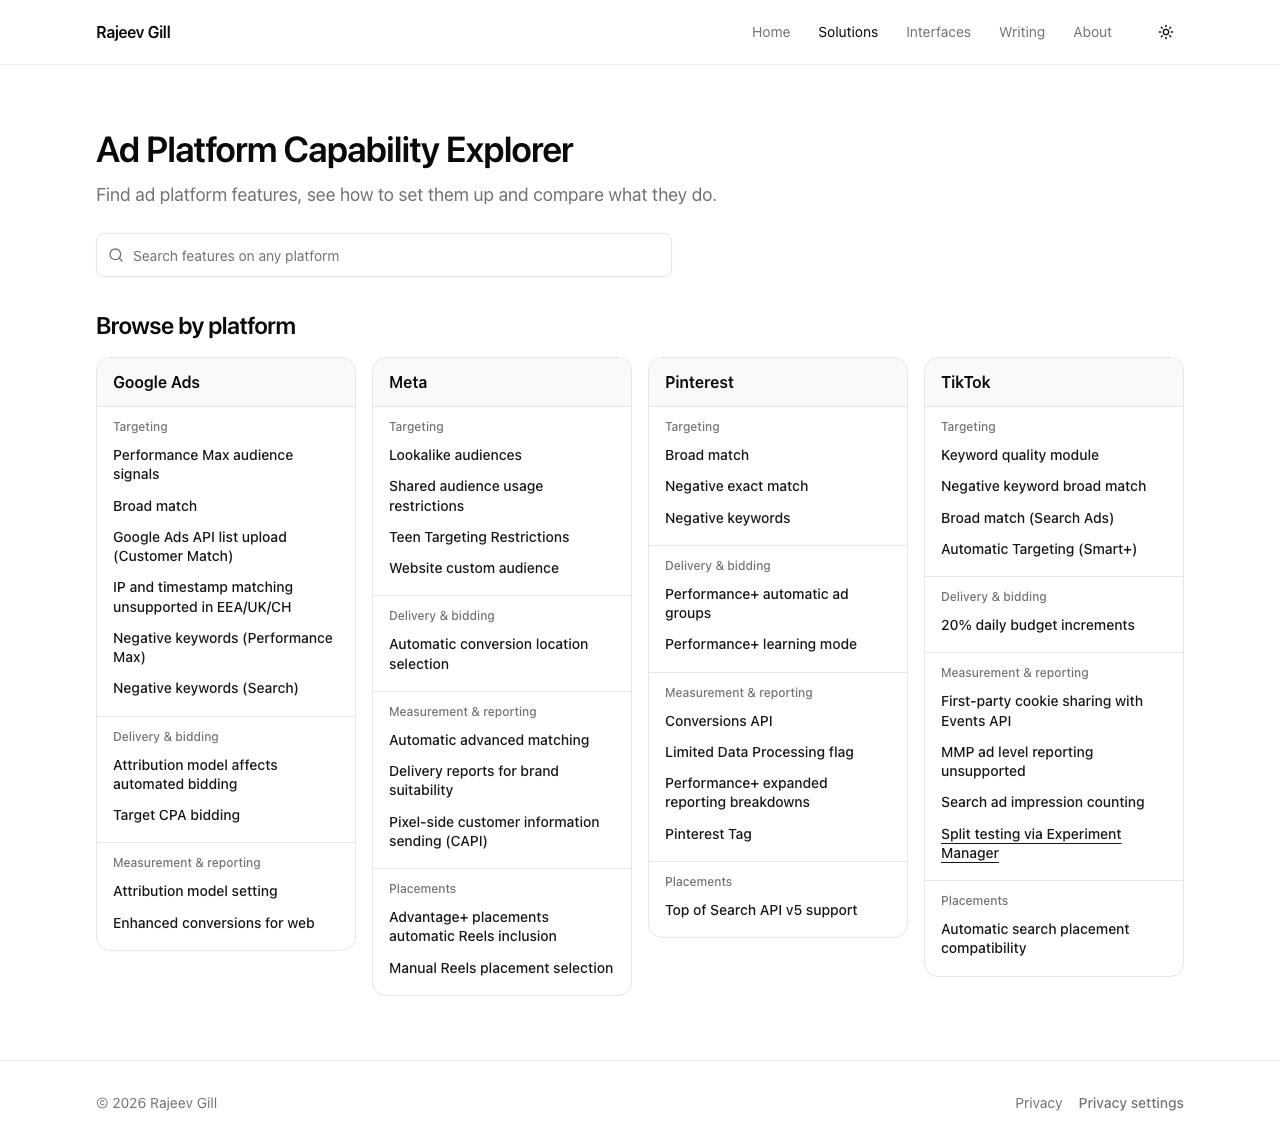 Rajeev Gill
Home
Solutions
Interfaces
Writing
About
Ad Platform Capability Explorer
Find ad platform features, see how to set them up and compare what they do.
Search features on any platform
Browse by platform
Google Ads
Targeting
Performance Max audience
signals
Broad match
Google Ads API list upload
(Customer Match)
IP and timestamp matching
unsupported in EEA/UK/CH
Negative keywords (Performance
Max)
Negative keywords (Search)
Delivery & bidding
Attribution model affects
automated bidding
Target CPA bidding
Measurement & reporting
Attribution model setting
Enhanced conversions for web
Meta
Targeting
Lookalike audiences
Shared audience usage
restrictions
Teen Targeting Restrictions
Website custom audience
Delivery & bidding
Automatic conversion location
selection
Measurement & reporting
Automatic advanced matching
Delivery reports for brand
suitability
Pixel-side customer information
sending (CAPI)
Placements
Advantage+ placements
automatic Reels inclusion
Manual Reels placement selection
Pinterest
Targeting
Broad match
Negative exact match
Negative keywords
Delivery & bidding
Performance+ automatic ad
groups
Performance+ learning mode
Measurement & reporting
Conversions API
Limited Data Processing flag
Performance+ expanded
reporting breakdowns
Pinterest Tag
Placements
Top of Search API v5 support
TikTok
Targeting
Keyword quality module
Negative keyword broad match
Broad match (Search Ads)
Automatic Targeting (Smart+)
Delivery & bidding
20% daily budget increments
Measurement & reporting
First-party cookie sharing with
Events API
MMP ad level reporting
unsupported
Search ad impression counting
Split testing via Experiment
Manager
Placements
Automatic search placement
compatibility
© 2026 Rajeev Gill
Privacy
Privacy settings